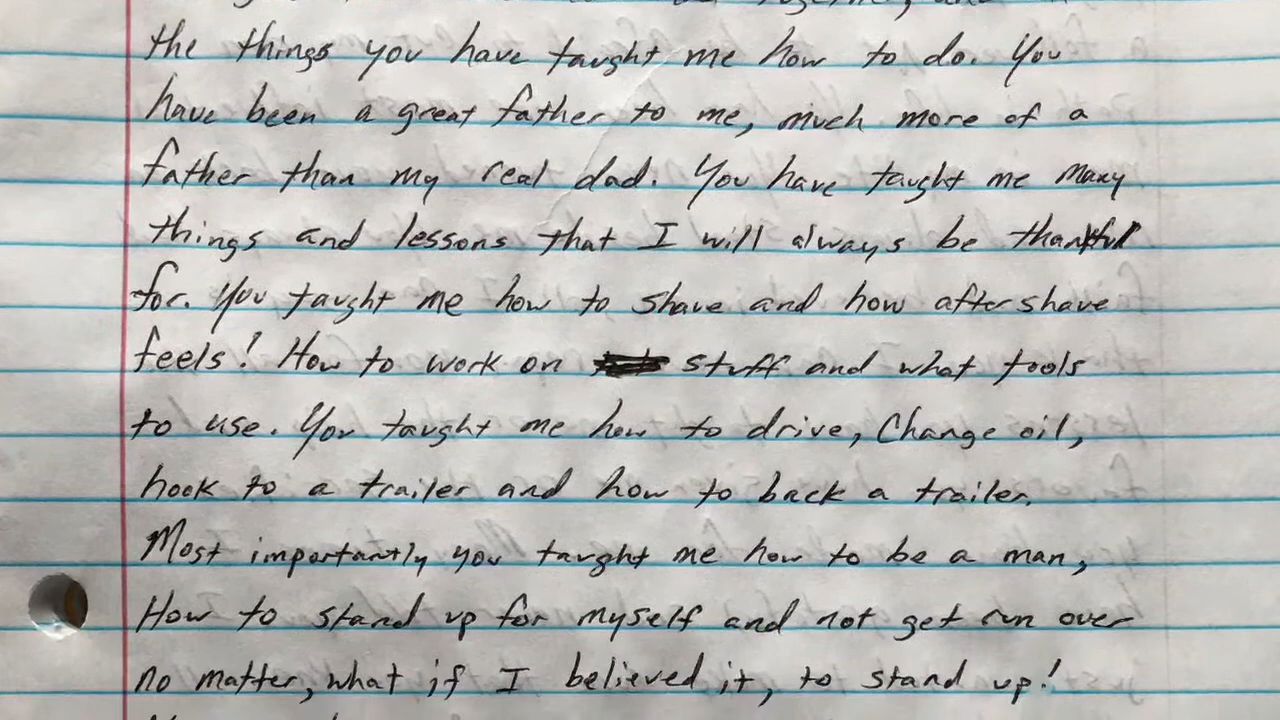 the things you have taught me how to do. You
have been a great father to me, much more of a
father than my real dad. You have taught me many
things and lessons that I will always be thankful
for. You taught me how to shave and how aftershave
feels! How to work on stuff and what tools
to use. You taught me how to drive, Change oil,
hook to a trailer and how to back a trailer.
Most importantly you taught me how to be a man,
How to stand up for myself and not get run over
no matter, what if I believed it, to stand up!